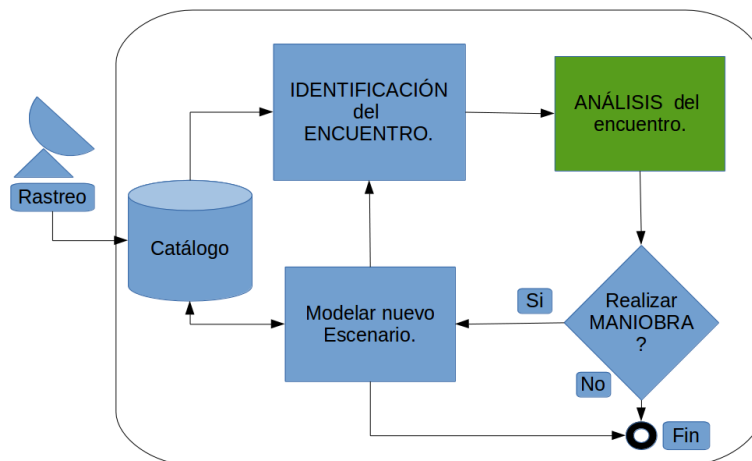 IDENTIFICACIÓN
del
ENCUENTRO.
ANÁLISIS del
encuentro.
Rastreo
Catálogo
Modelar nuevo
Escenario.
Si
Realizar
MANIOBRA
?
No
Fin